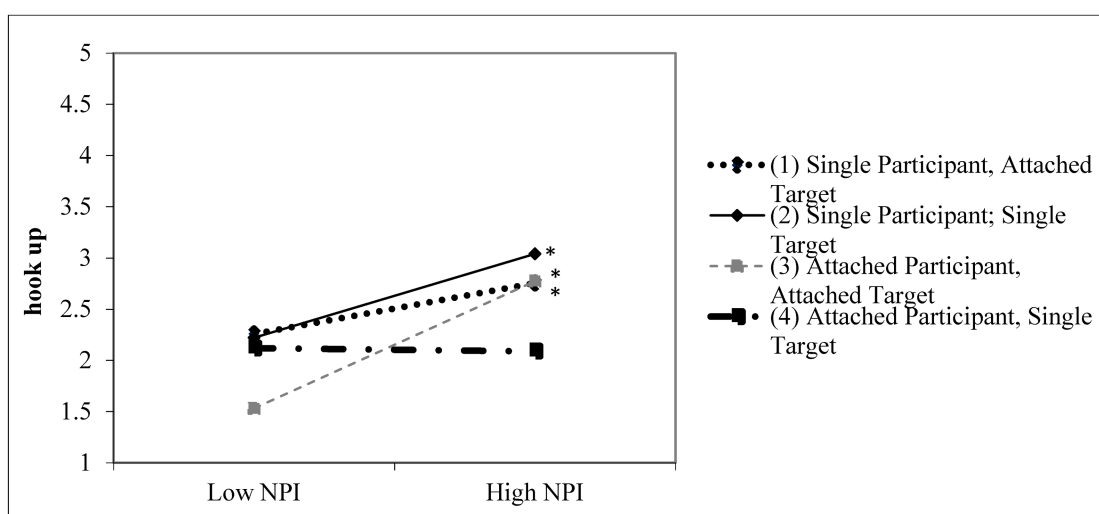 5
4.5
4
3.5
3
2.5
2
1.5
1
hook up
Low NPI
High NPI
*
*
*
(1) Single Participant, Attached
Target
(2) Single Participant; Single
Target
(3) Attached Participant,
Attached Target
(4) Attached Participant, Single
Target